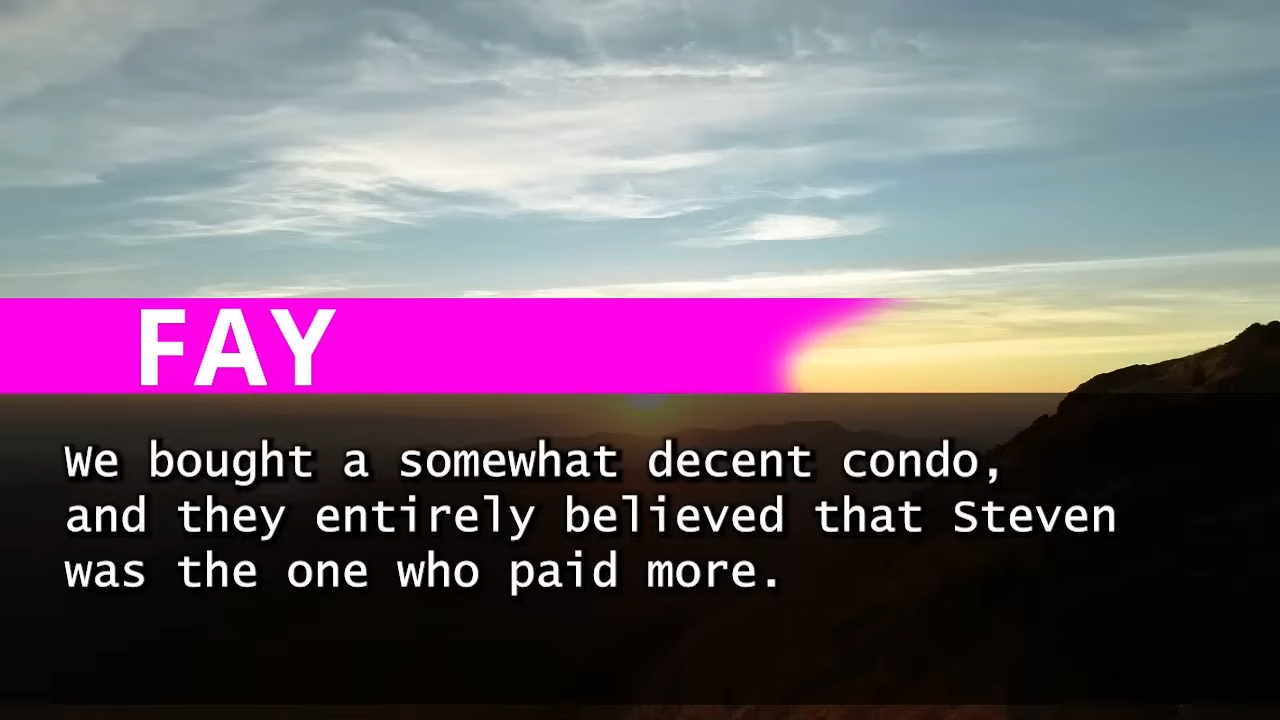 FAY
We bought a somewhat decent condo,
and they entirely believed that Steven
was the one who paid more.